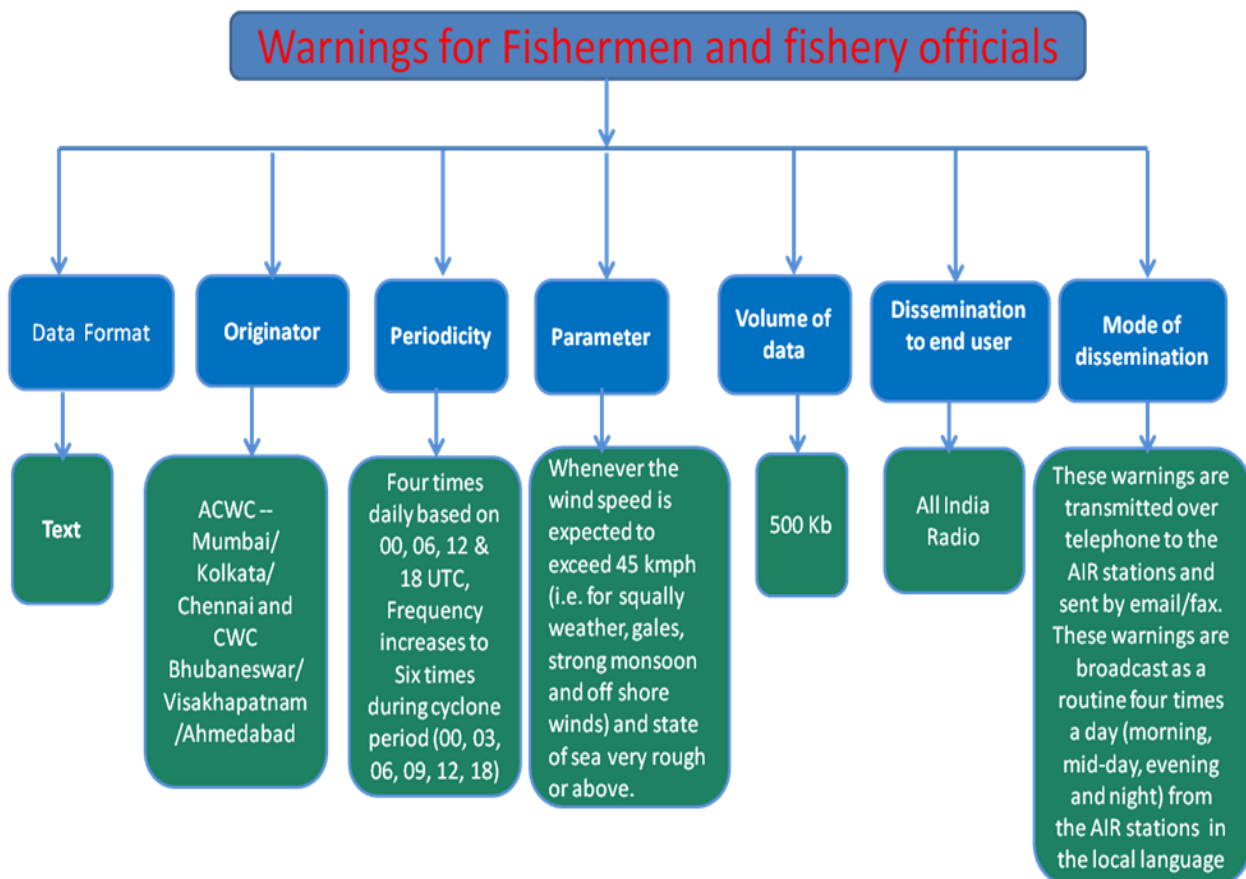 Warnings for Fishermen and fishery officials
Data Format
Originator
Periodicity
Parameter
Volume of
data
Dissemination
to end user
Mode of
dissemination
Text
ACWC --
Mumbai/
Kolkata/
Chennai and
CWC
Bhubaneswar/
Visakhapatnam
/Ahmedabad
Four times
daily based on
00, 06, 12 &
18 UTC,
Frequency
increases to
Six times
during cyclone
period (00, 03,
06, 09, 12, 18)
Whenever the
wind speed is
expected to
exceed 45 kmph
(i.e. for squally
weather, gales,
strong monsoon
and off shore
winds) and state
of sea very rough
or above.
500 Kb
All India
Radio
These warnings are
transmitted over
telephone to the
AIR stations and
sent by email/fax.
These warnings are
broadcast as a
routine four times
a day (morning,
mid-day, evening
and night) from
the AIR stations in
the local language